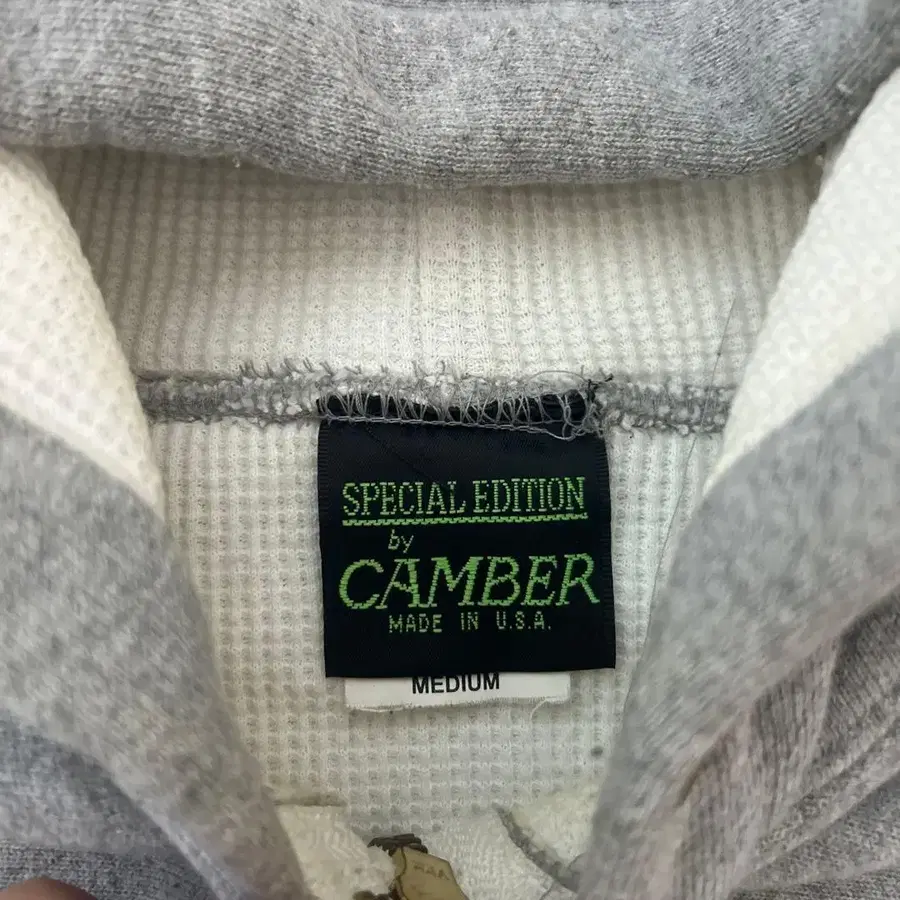 SPECIAL EDITION
by
CAMBER
MADE IN U.S.A.
MEDIUM